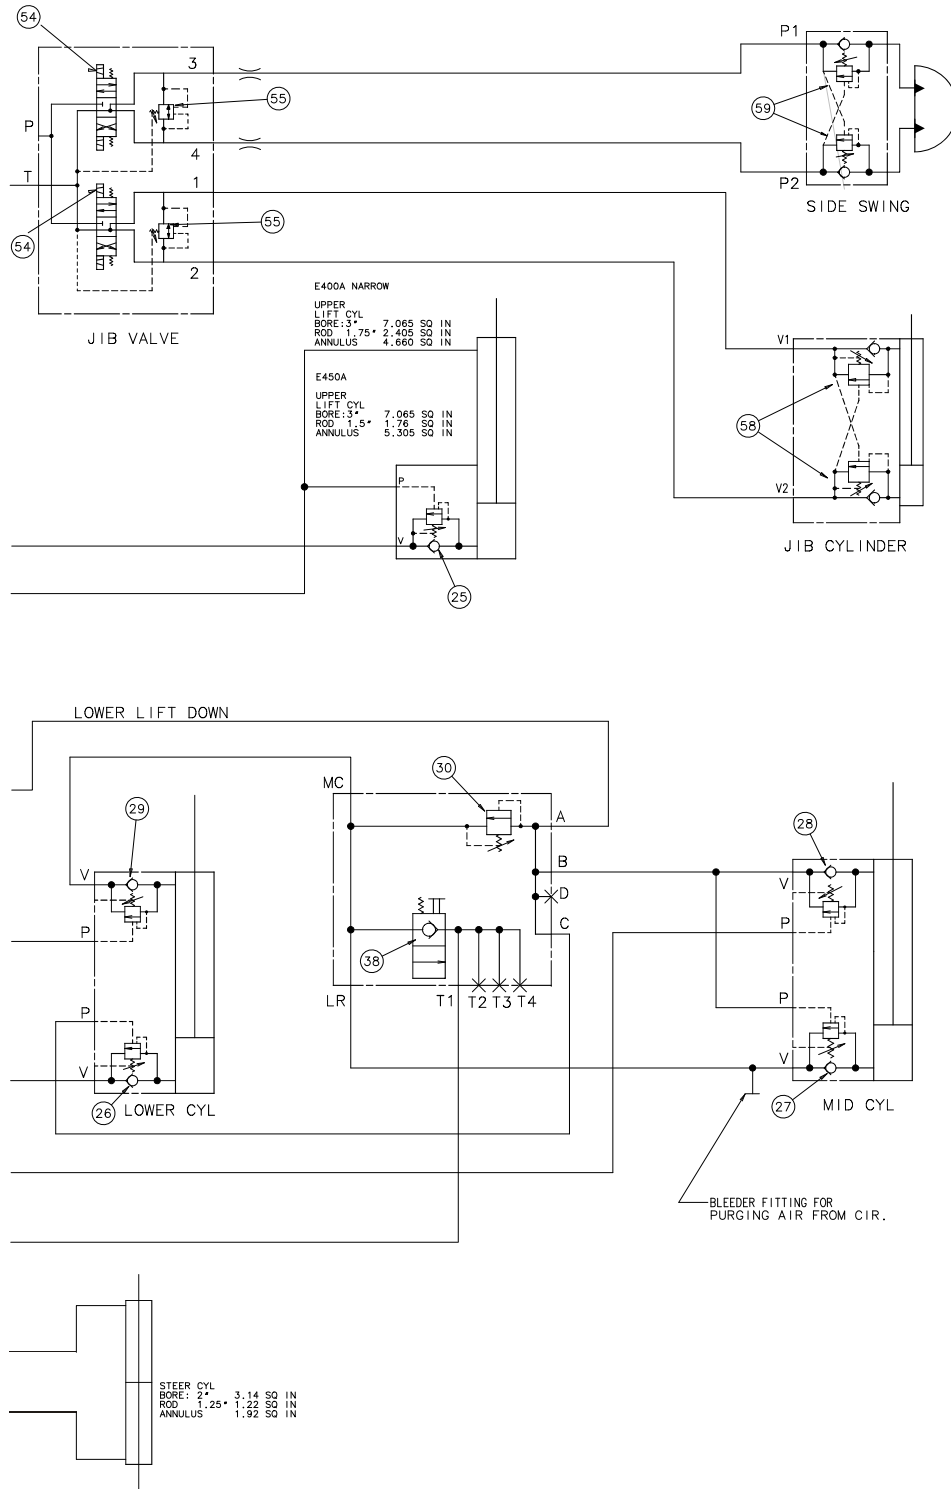 54
P1
3
55
59
P
4
T
1
P2
SIDE SWING
54
55
2
E400A NARROW
UPPER
LIFT CYL
BORE:3" 7.065 SQ IN
ROD 1.75" 2.405 SQ IN
ANNULUS 4.660 SQ IN
JIB VALVE
V1
E450A
UPPER
LIFT CYL
BORE:3" 7.065 SQ IN
ROD 1.5" 1.76 SQ IN
ANNULUS 5.305 SQ IN
58
P
V2
V
JIB CYLINDER
25
LOWER LIFT DOWN
MC
30
29
A
28
B
V
V
D
P
C
P
38
LR
T1
T2
T3
T4
P
P
V
V
26
LOWER CYL
27
MID CYL
BLEEDER FITTING FOR
PURGING AIR FROM CIR.
STEER CYL
BORE: 2" 3.14 SQ IN
ROD 1.25" 1.22 SQ IN
ANNULUS 1.92 SQ IN